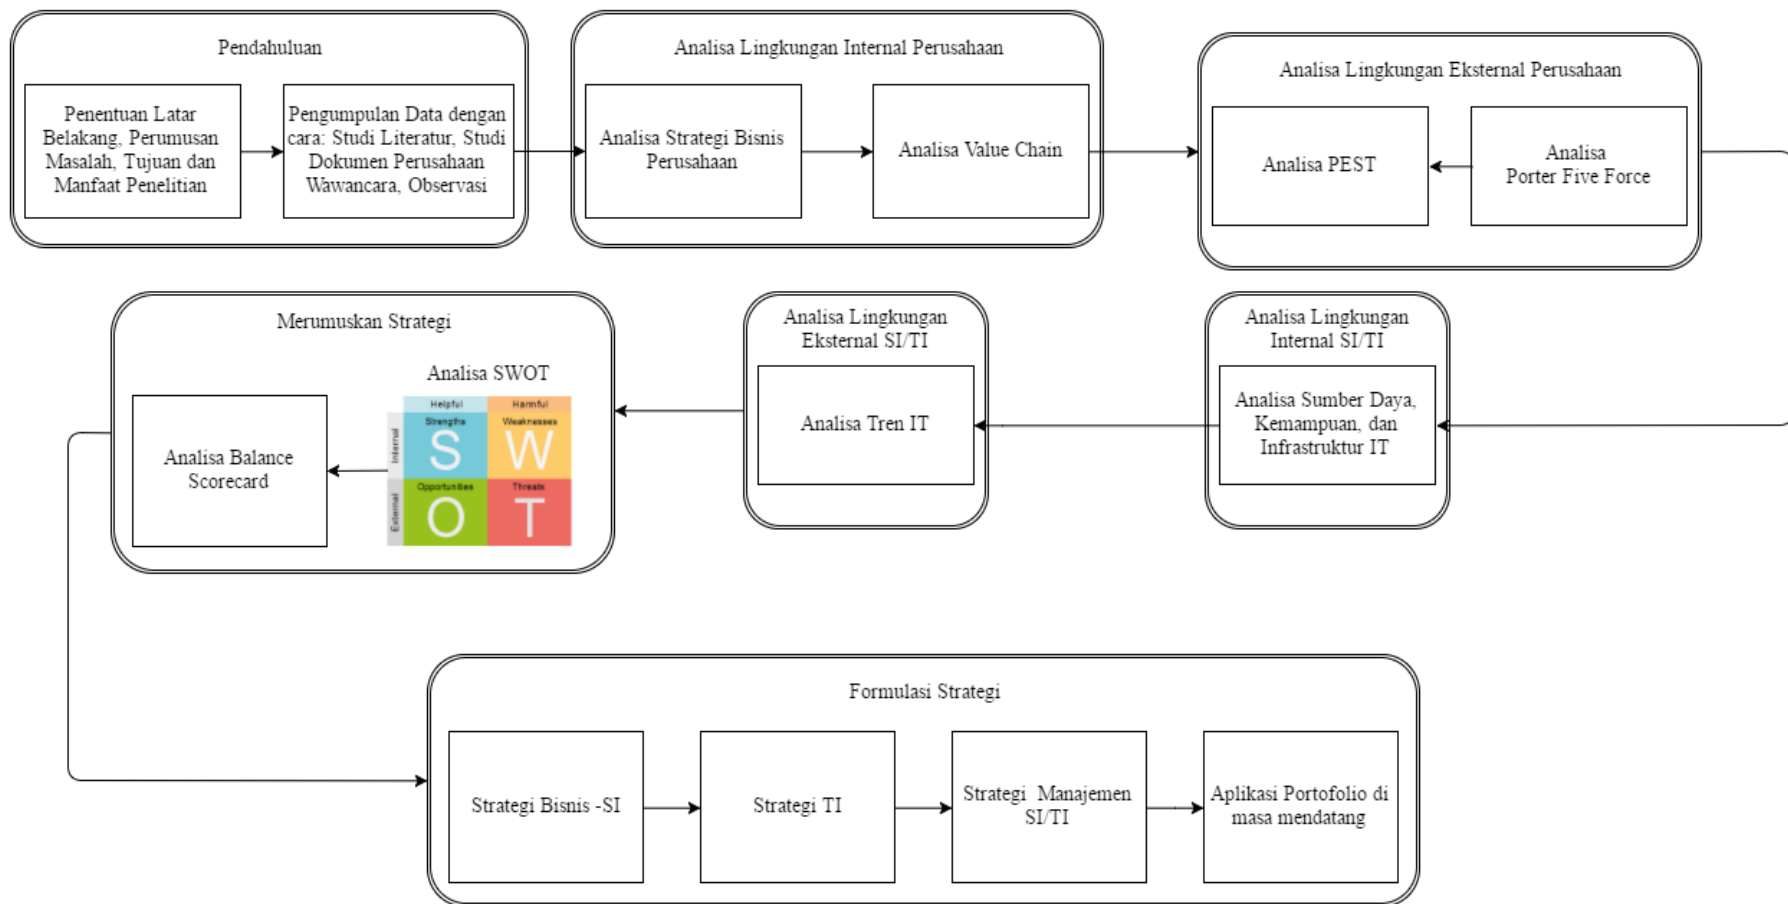 Pendahuluan
Penentuan Latar
Belakang, Perumusan
Masalah, Tujuan dan
Manfaat Penelitian
Pengumpulan Data dengan
cara: Studi Literatur, Studi
Dokumen Perusahaan
Wawancara, Observasi
Analisa Lingkungan Internal Perusahaan
Analisa Strategi Bisnis
Perusahaan
Analisa Value Chain
Analisa Lingkungan Eksternal Perusahaan
Analisa PEST
Analisa
Porter Five Force
Analisa Lingkungan
Internal SI/TI
Analisa Sumber Daya,
Kemampuan, dan
Infrastruktur IT
Analisa Lingkungan
Eksternal SI/TI
Analisa Tren IT
Merumuskan Strategi
Analisa SWOT
Helpful
Harmful
Internal
External
Strengths
S
Weaknesses
W
Opportunities
O
Threats
T
Analisa Balance
Scorecard
Formulasi Strategi
Strategi Bisnis -SI
Strategi TI
Strategi Manajemen
SI/TI
Aplikasi Portofolio di
masa mendatang